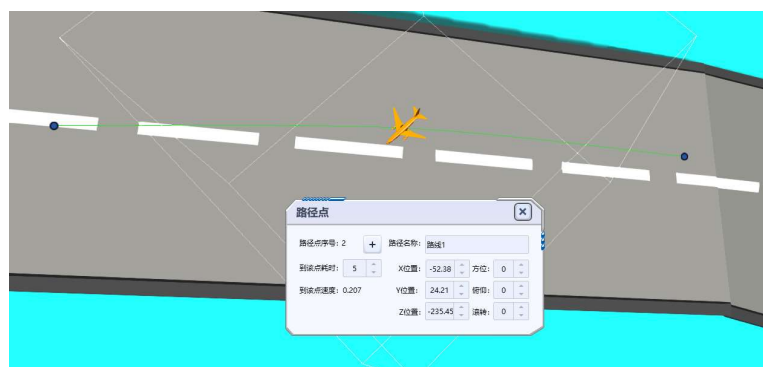 路径点
路径点序号: 2 + 路径名称: 路线1
到该点耗时: 5 X位置: -52.38 方位: 0
到该点速度: 0.207 Y位置: 24.21 俯仰: 0
Z位置: -235.45 滚转: 0